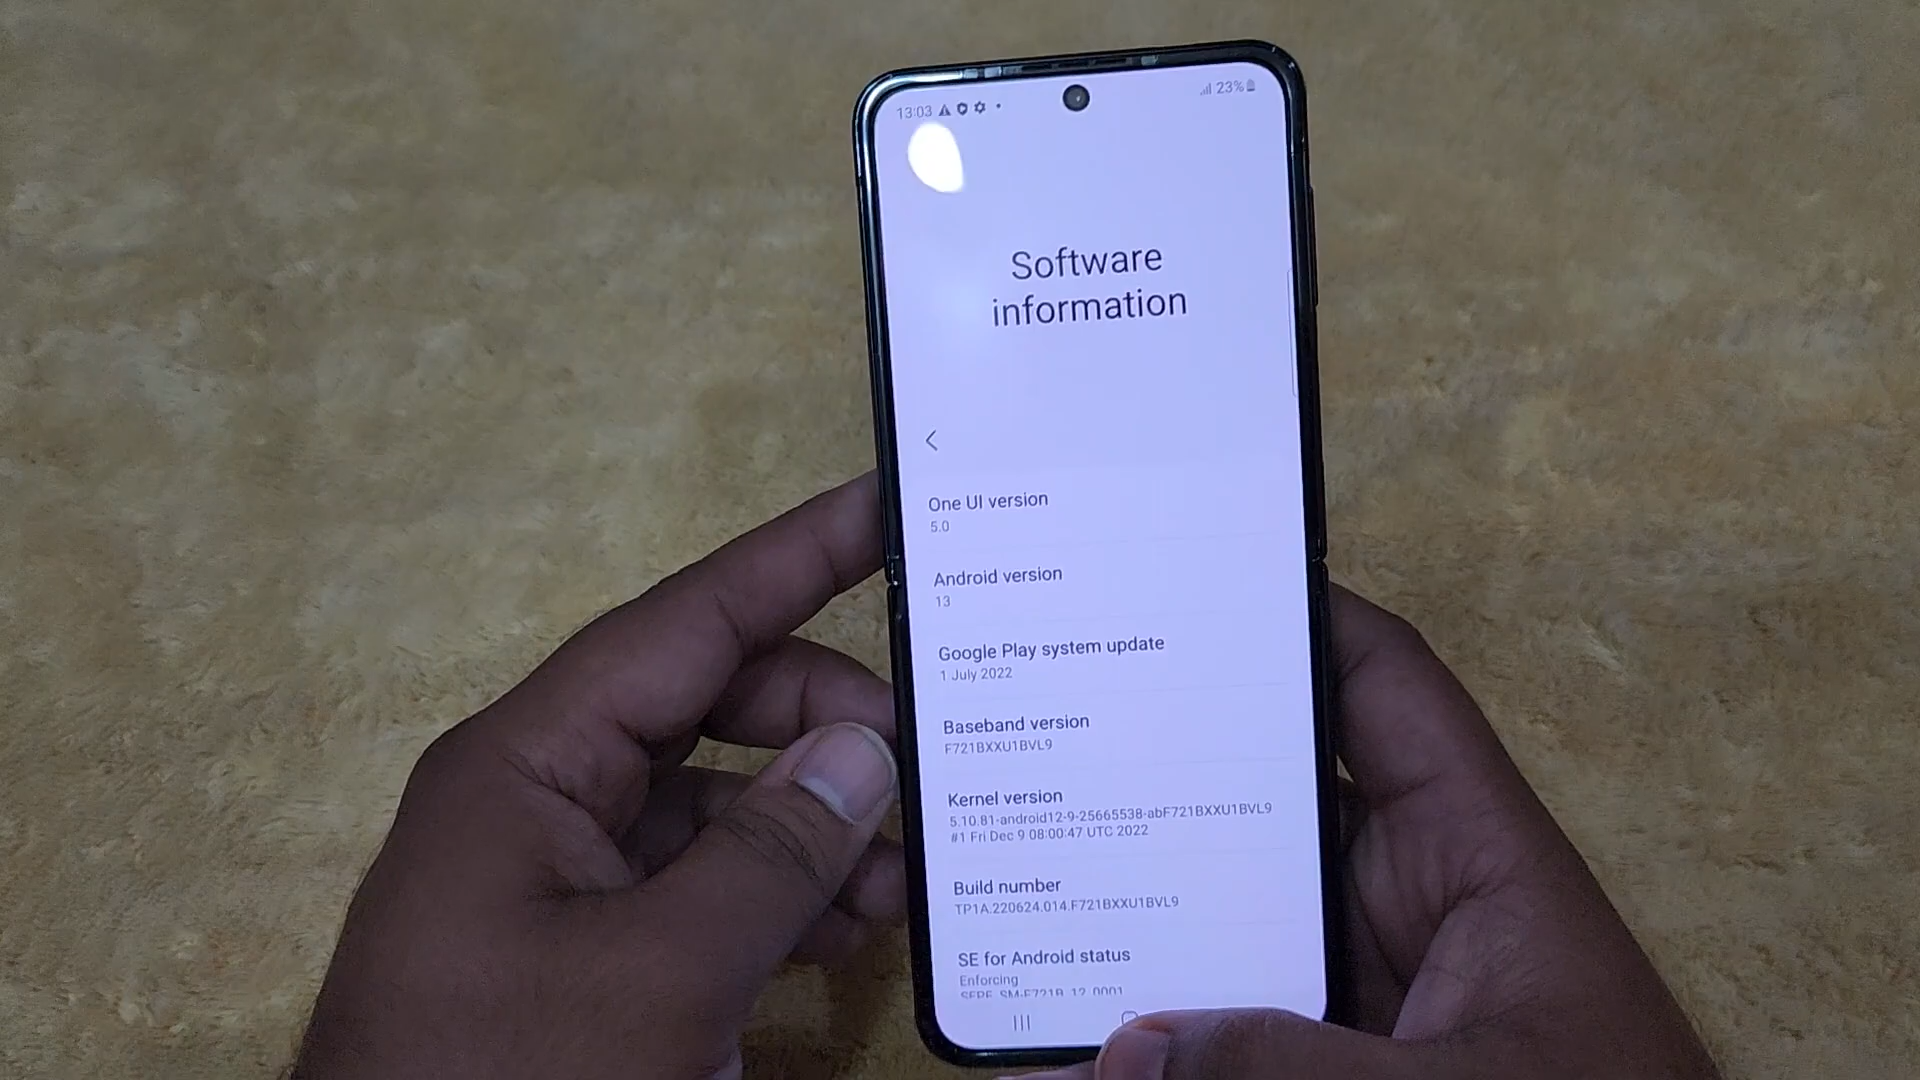 13:03
23%
Software
information
One UI version
5.0
Android version
13
Google Play system update
1 July 2022
Baseband version
F721BXXU1BVL9
Kernel version
5.10.81-android12-9-25665538-abF721BXXU1BVL9
#1 Fri Dec 9 08:00:47 UTC 2022
Build number
TP1A.220624.014.F721BXXU1BVL9
SE for Android status
Enforcing
SEPF_SM-F721B_12_0001